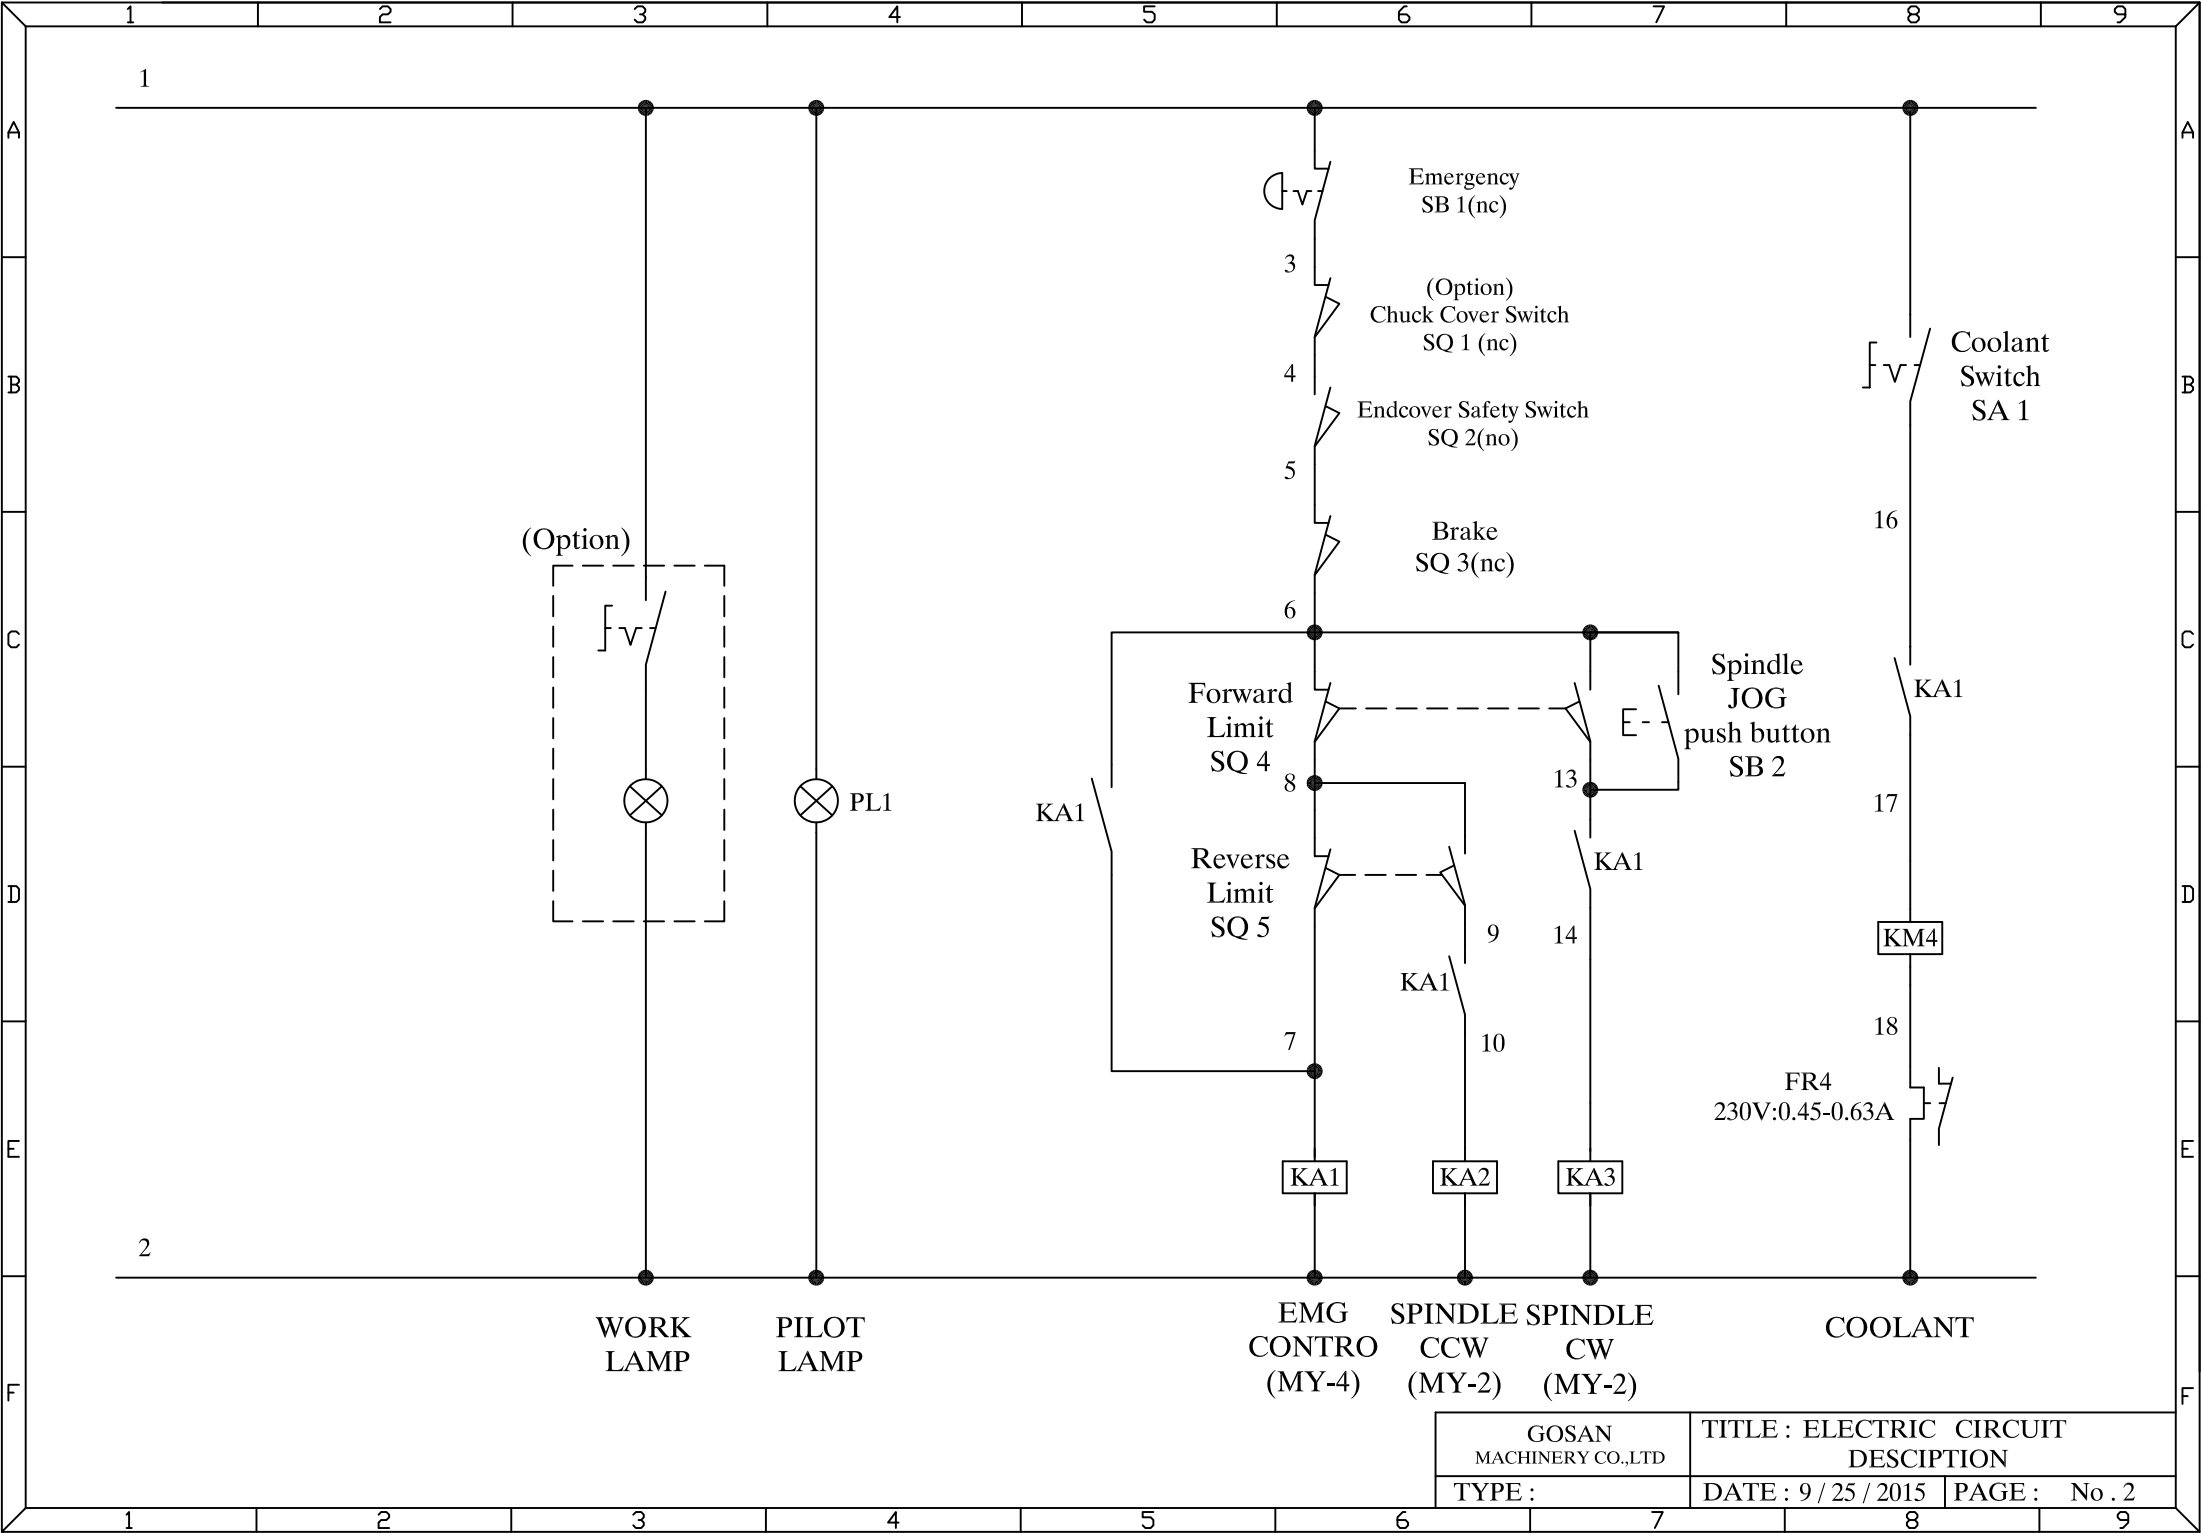 1 2 3 4 5 6 7 8 9
1
A A
Emergency
SB 1(nc)
3
(Option)
Chuck Cover Switch
SQ 1 (nc)
4
B B
Coolant
Switch
SA 1
Endcover Safety Switch
SQ 2(no)
5
16
(Option)
Brake
SQ 3(nc)
6
C C
Forward
Limit
SQ 4
Spindle
JOG
push button
SB 2
KA1
8
13
PL1
KA1
17
Reverse
Limit
SQ 5
KA1
D D
9
14
KM4
KA1
7
10
18
FR4
230V:0.45-0.63A
E E
KA1
KA2
KA3
2
WORK
LAMP
PILOT
LAMP
EMG
CONTRO
(MY-4)
SPINDLE
CCW
(MY-2)
SPINDLE
CW
(MY-2)
COOLANT
F F
GOSAN
MACHINERY CO.,LTD
TITLE : ELECTRIC CIRCUIT
DESCIPTION
TYPE :
DATE : 9 / 25 / 2015
PAGE : No . 2
1 2 3 4 5 6 7 8 9